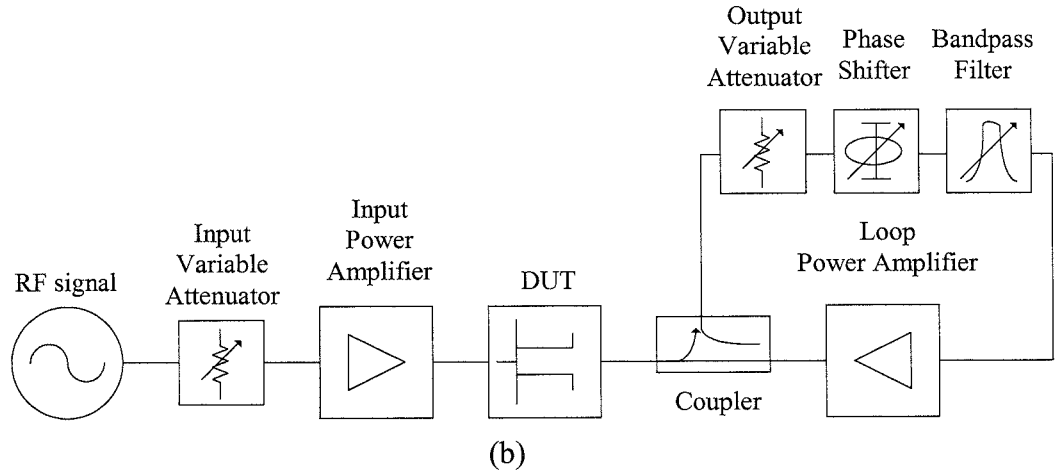 Output
Variable
Attenuator
Phase
Shifter
Bandpass
Filter
Input
Variable
Attenuator
Input
Power
Amplifier
Loop
Power Amplifier
RF signal
DUT
Coupler
(b)